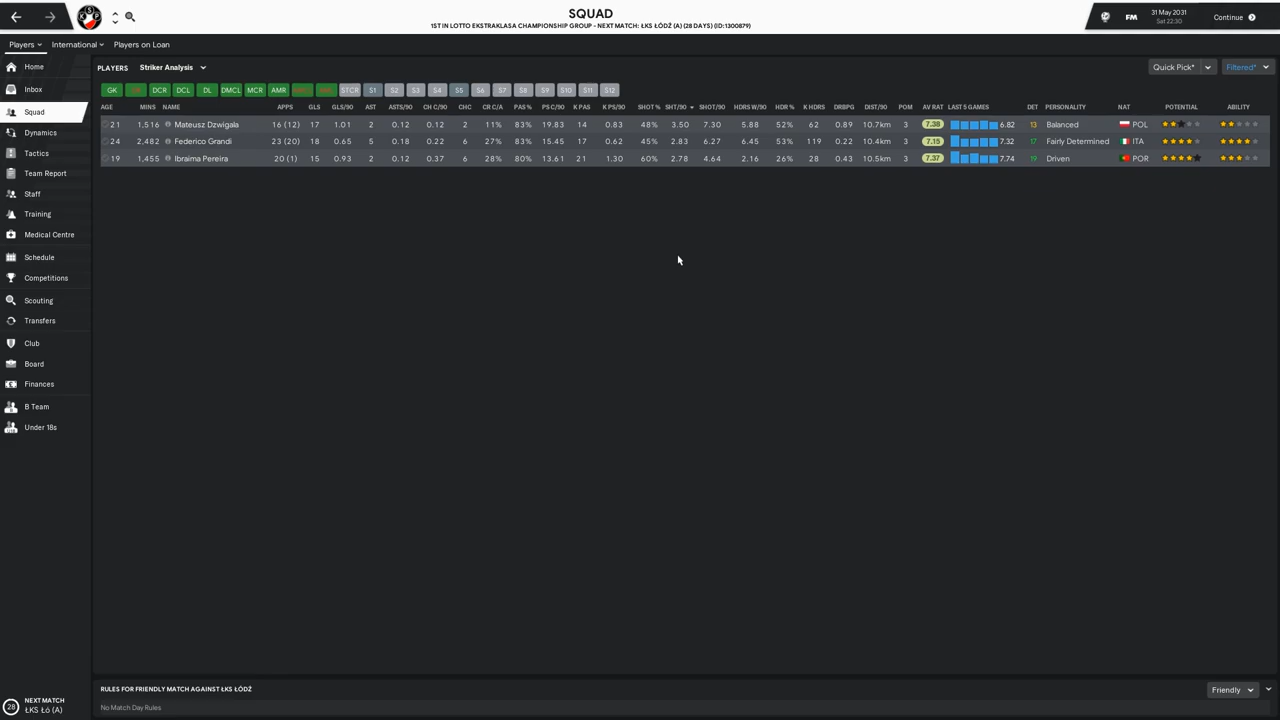 SQUAD
1ST IN LOTTO EKSTRAKLASA CHAMPIONSHIP GROUP - NEXT MATCH: ŁKS ŁÓDŹ (A) (28 DAYS) (ID:1300879)
FM
31 May 2031
Sat 22:30
Continue
Players
International
Players on Loan
Home
Inbox
Squad
Dynamics
Tactics
Team Report
Staff
Training
Medical Centre
Schedule
Competitions
Scouting
Transfers
Club
Board
Finances
B Team
Under 18s
PLAYERS Striker Analysis Quick Pick* Filtered*
GK DCR DCL DL DMCL MCR AMR STCR S1 S2 S3 S4 S5 S6 S7 S8 S9 S10 S11 S12
AGE MINS NAME APPS GLS GLS/90 AST ASTS/90 CH C/90 CHC CR C/A PAS % PS C/90 K PAS K PS/90 SHOT % SHT/90 SHOT/90 HDRS W/90 HDR % K HDRS DRBPG DIST/90 POM AV RAT LAST 5 GAMES DET PERSONALITY NAT POTENTIAL ABILITY
21 1,516 Mateusz Dzwigala 16 (12) 17 1.01 2 0.12 0.12 2 11% 83% 19.83 14 0.83 48% 3.50 7.30 5.88 52% 62 0.89 10.7km 3 7.38 6.82 13 Balanced POL
24 2,482 Federico Grandi 23 (20) 18 0.65 5 0.18 0.22 6 27% 83% 15.45 17 0.62 45% 2.83 6.27 6.45 53% 119 0.22 10.4km 3 7.15 7.32 17 Fairly Determined ITA
19 1,455 Ibraima Pereira 20 (1) 15 0.93 2 0.12 0.37 6 28% 80% 13.61 21 1.30 60% 2.78 4.64 2.16 26% 28 0.43 10.5km 3 7.37 7.74 19 Driven POR
RULES FOR FRIENDLY MATCH AGAINST ŁKS ŁÓDŹ
Friendly
No Match Day Rules
28
NEXT MATCH
ŁKS Łó (A)